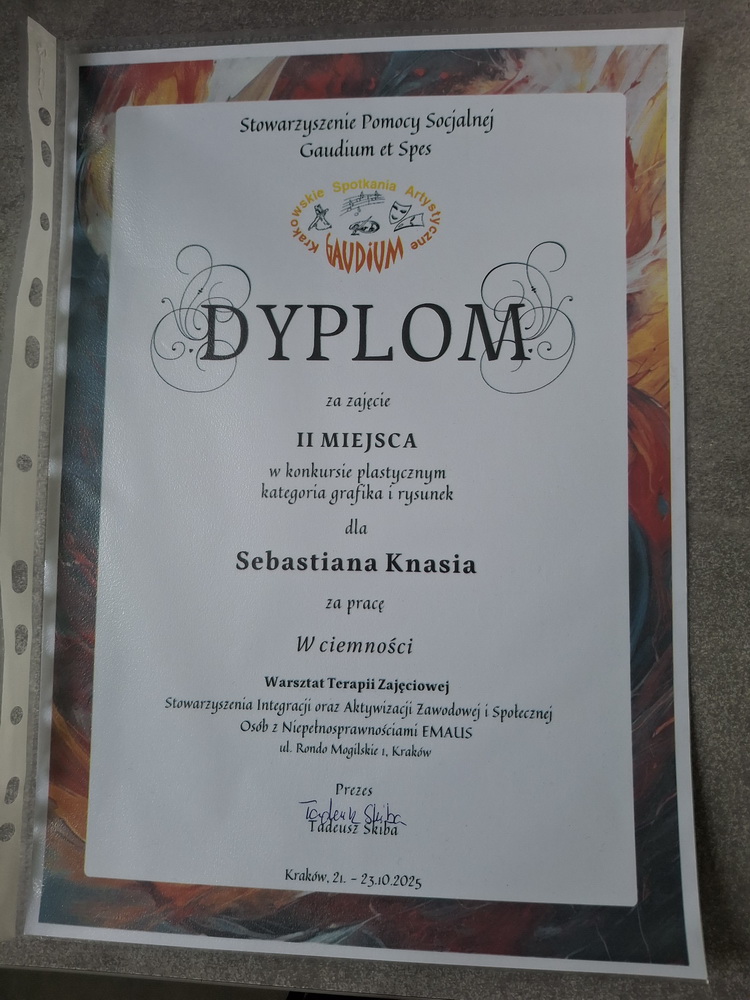 Stowarzyszenie Pomocy Socjalnej
Gaudium et Spes
Krakowskie Spotkania Artystyczne
GAUDIUM
DYPLOM
za zajęcie
II MIEJSCA
w konkursie plastycznym
kategoria grafika i rysunek
dla
Sebastiana Knasia
za pracę
W ciemności
Warsztat Terapii Zajęciowej
Stowarzyszenia Integracji oraz Aktywizacji Zawodowej i Społecznej
Osób z Niepełnosprawnościami EMAUS
ul. Rondo Mogilskie 1, Kraków
Prezes
Tadeusz Skiba
Tadeusz Skiba
Kraków, 21. - 23.10.2025